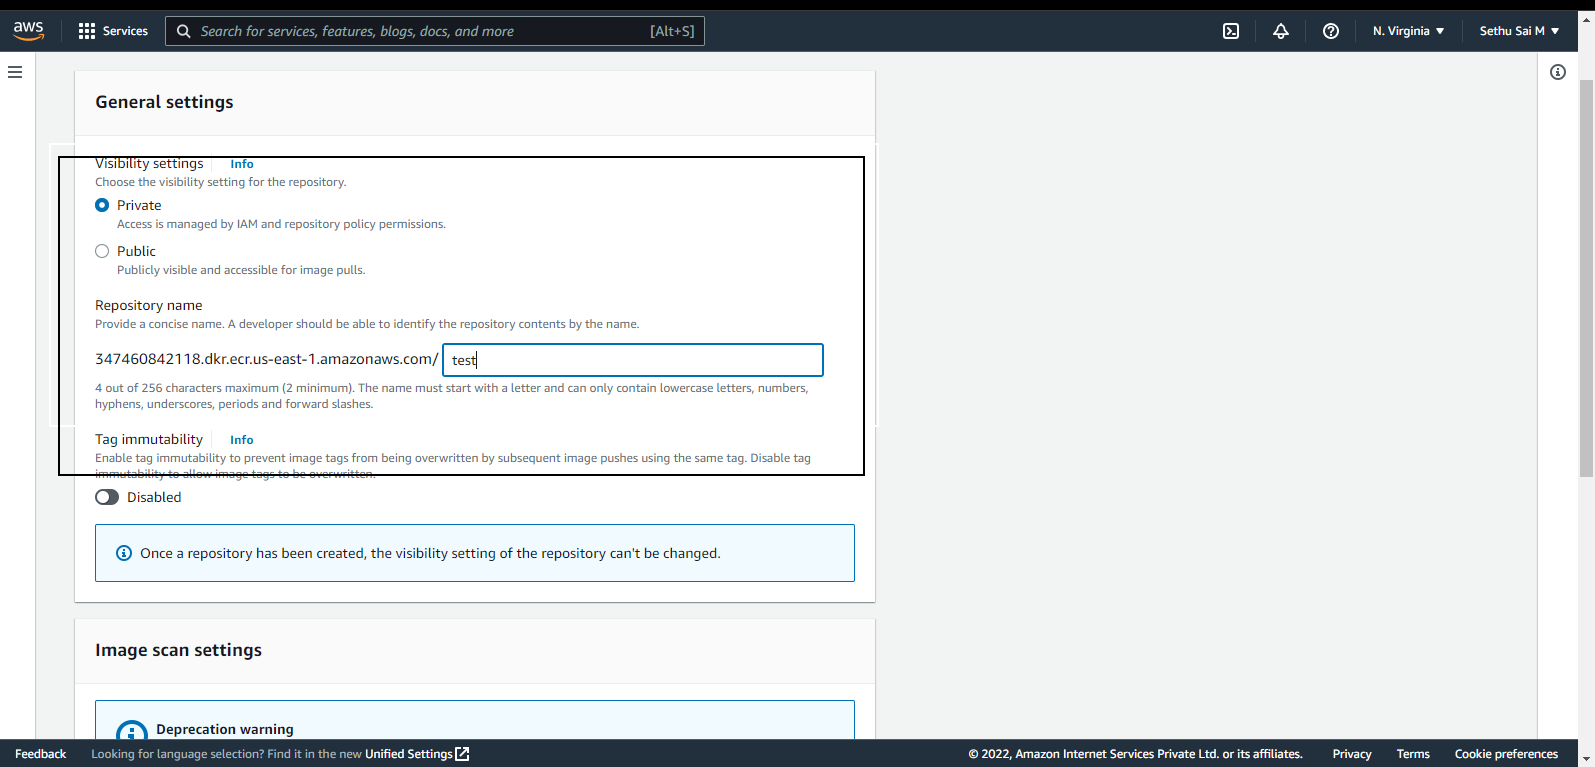 aws
Services
Search for services, features, blogs, docs, and more
[Alt+S]
N. Virginia
Sethu Sai M
General settings
Visibility settings Info
Choose the visibility setting for the repository.
Private
Access is managed by IAM and repository policy permissions.
Public
Publicly visible and accessible for image pulls.
Repository name
Provide a concise name. A developer should be able to identify the repository contents by the name.
347460842118.dkr.ecr.us-east-1.amazonaws.com/ test
4 out of 256 characters maximum (2 minimum). The name must start with a letter and can only contain lowercase letters, numbers,
hyphens, underscores, periods and forward slashes.
Tag immutability Info
Enable tag immutability to prevent image tags from being overwritten by subsequent image pushes using the same tag. Disable tag
immutability to allow image tags to be overwritten.
Disabled
Once a repository has been created, the visibility setting of the repository can't be changed.
Image scan settings
Deprecation warning
Feedback
Looking for language selection? Find it in the new Unified Settings
© 2022, Amazon Internet Services Private Ltd. or its affiliates.
Privacy
Terms
Cookie preferences